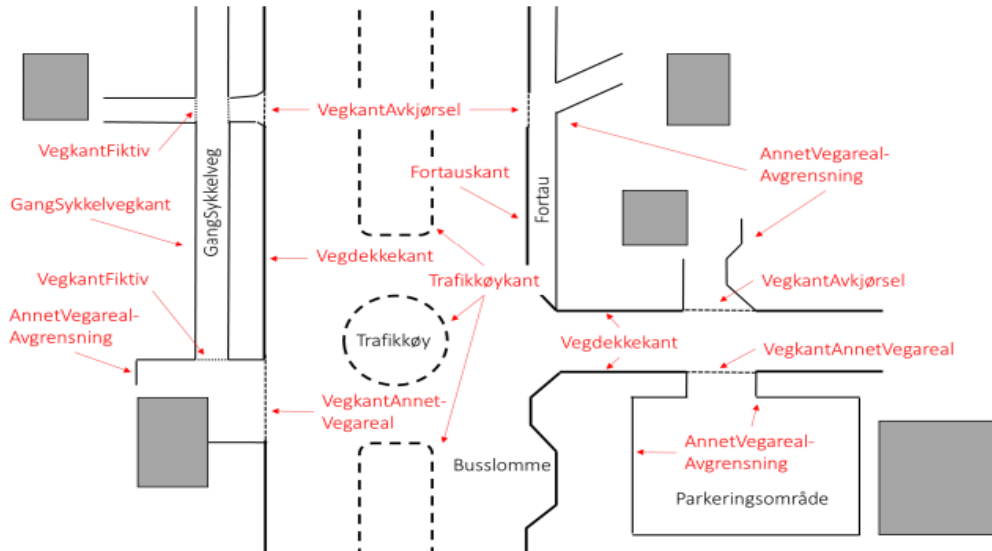 VegkantAvkjørsel
VegkantFiktiv
AnnetVegareal-
Avgrensning
Fortauskant
GangSykkelvegkant
GangSykkelveg
Fortau
Vegdekkekant
VegkantFiktiv
Trafikkøykant
VegkantAvkjørsel
AnnetVegareal-
Avgrensning
Trafikkøy
Vegdekkekant
VegkantAnnetVegareal
VegkantAnnet-
Vegareal
AnnetVegareal-
Avgrensning
Busslomme
Parkeringsområde